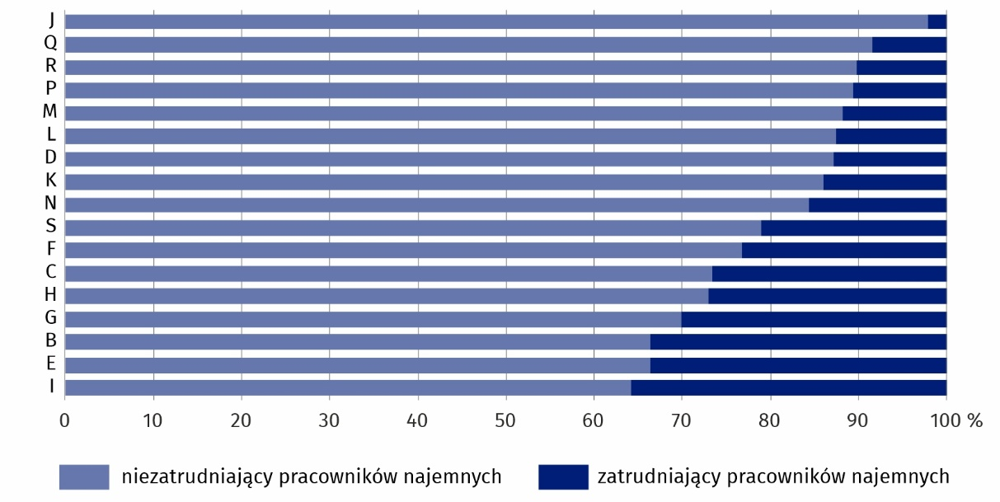 J
Q
R
P
M
L
D
K
N
S
F
C
H
G
B
E
I
0 10 20 30 40 50 60 70 80 90 100 %
niezatrudniający pracowników najemnych zatrudniający pracowników najemnych